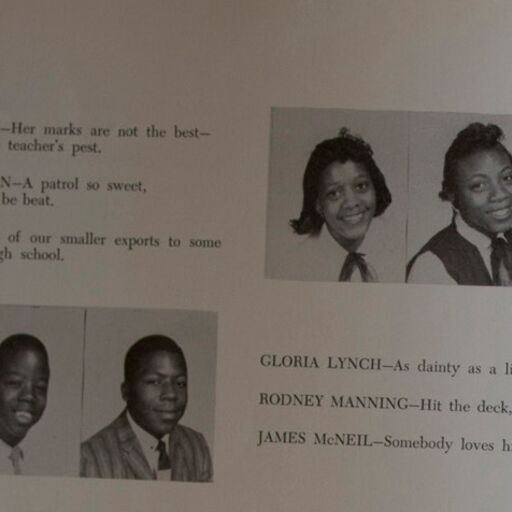 —Her marks are not the best—
teacher's pest.
N—A patrol so sweet,
be beat.
of our smaller exports to some
gh school.
GLORIA LYNCH—As dainty as a li
RODNEY MANNING—Hit the deck,
JAMES McNEIL—Somebody loves h